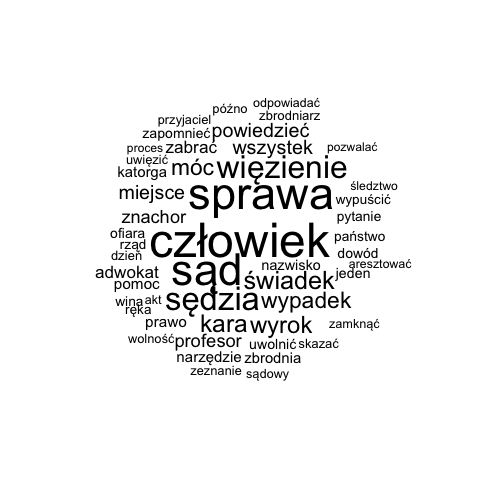 późno odpowiadać
przyjaciel zbrodniarz
zapomnieć powiedzieć
proces zabrać wszystek pozwalać
uwięzić
katorga móc więzienie
miejsce sprawa śledztwo
wypuścić
znachor pytanie
ofiara człowiek państwo
rząd
dzień dowód
sąd nazwisko aresztować
adwokat świadek jeden
pomoc
wina akt sędzia wypadek
ręka
prawo kara wyrok zamknąć
wolność profesor uwolnić skazać
narzędzie zbrodnia
zeznanie sądowy